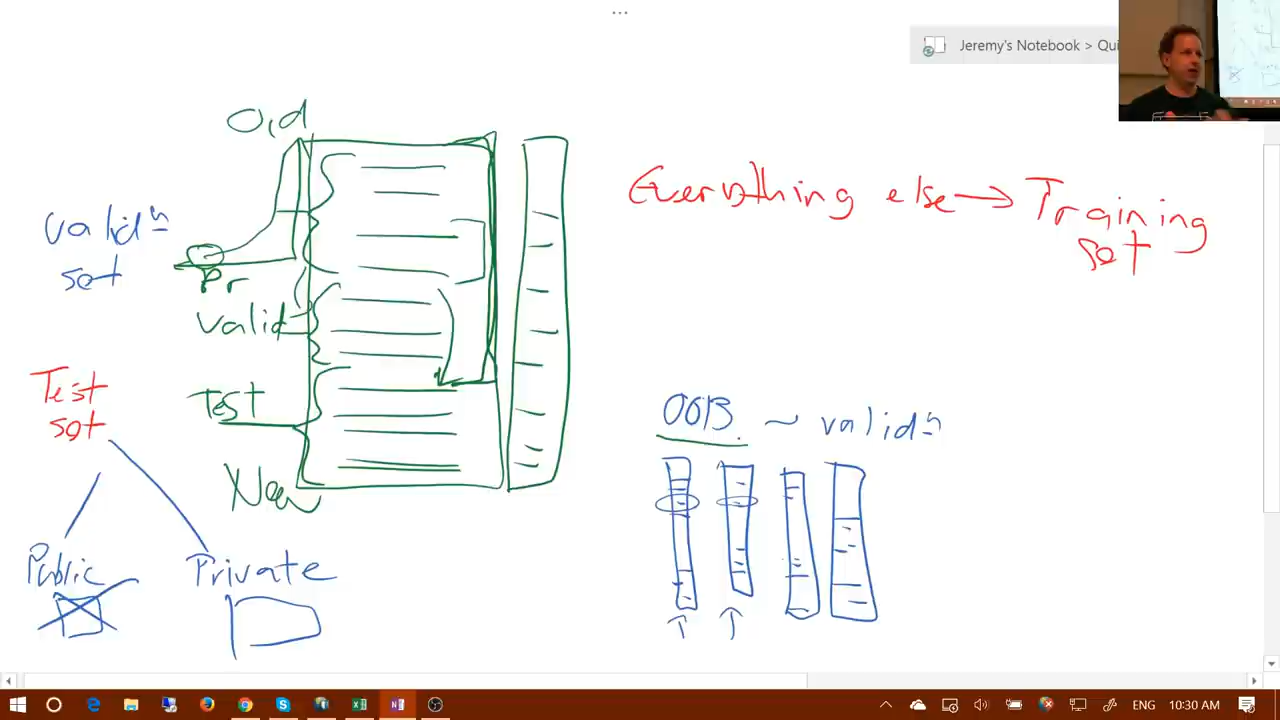 Jeremy's Notebook > Qui
Old
Everything else → Training
set
valid⁠ⁿ
set
Pr
valid
Test
set
Test
OOB ~ validⁿ
New
Public
Private
ENG
10:30 AM